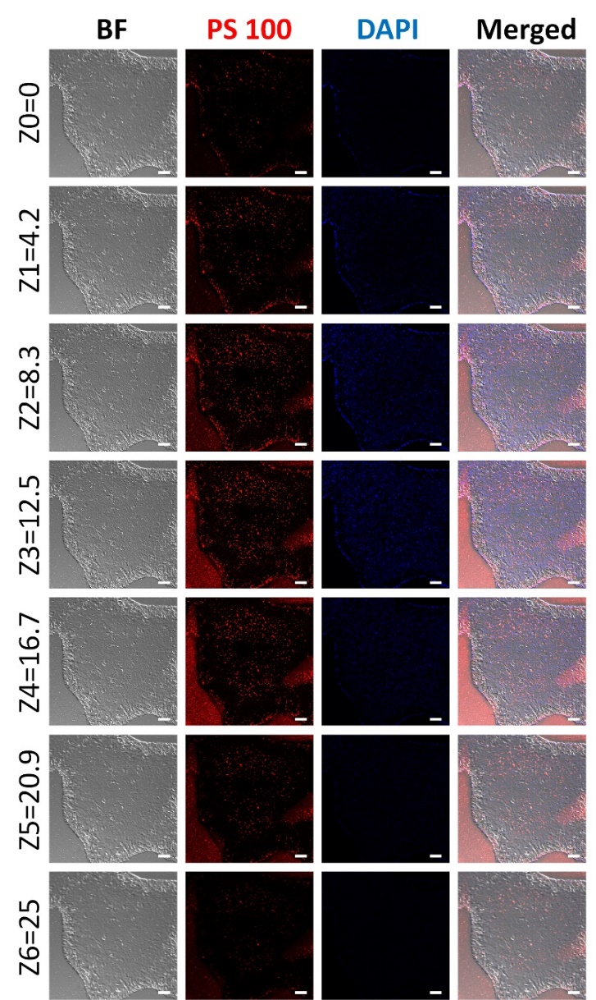 BF PS 100 DAPI Merged
Z0=0
Z1=4.2
Z2=8.3
Z3=12.5
Z4=16.7
Z5=20.9
Z6=25